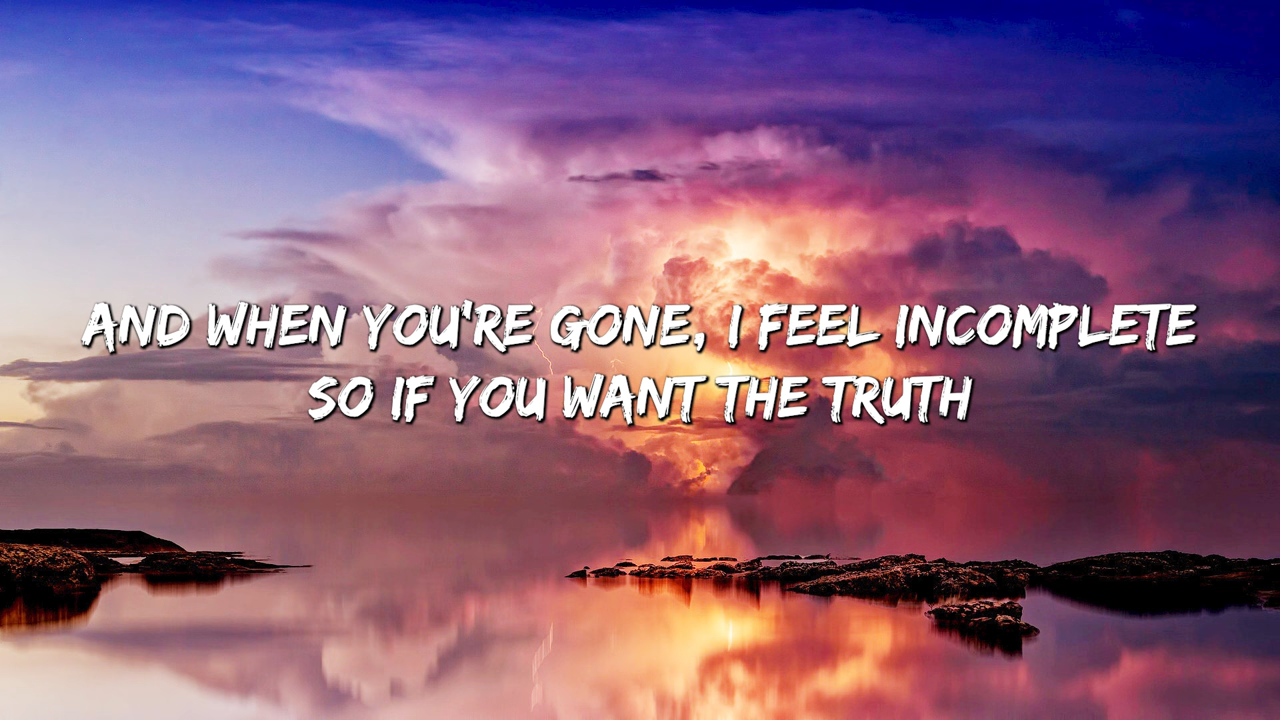 AND WHEN YOU'RE GONE, I FEEL INCOMPLETE
SO IF YOU WANT THE TRUTH